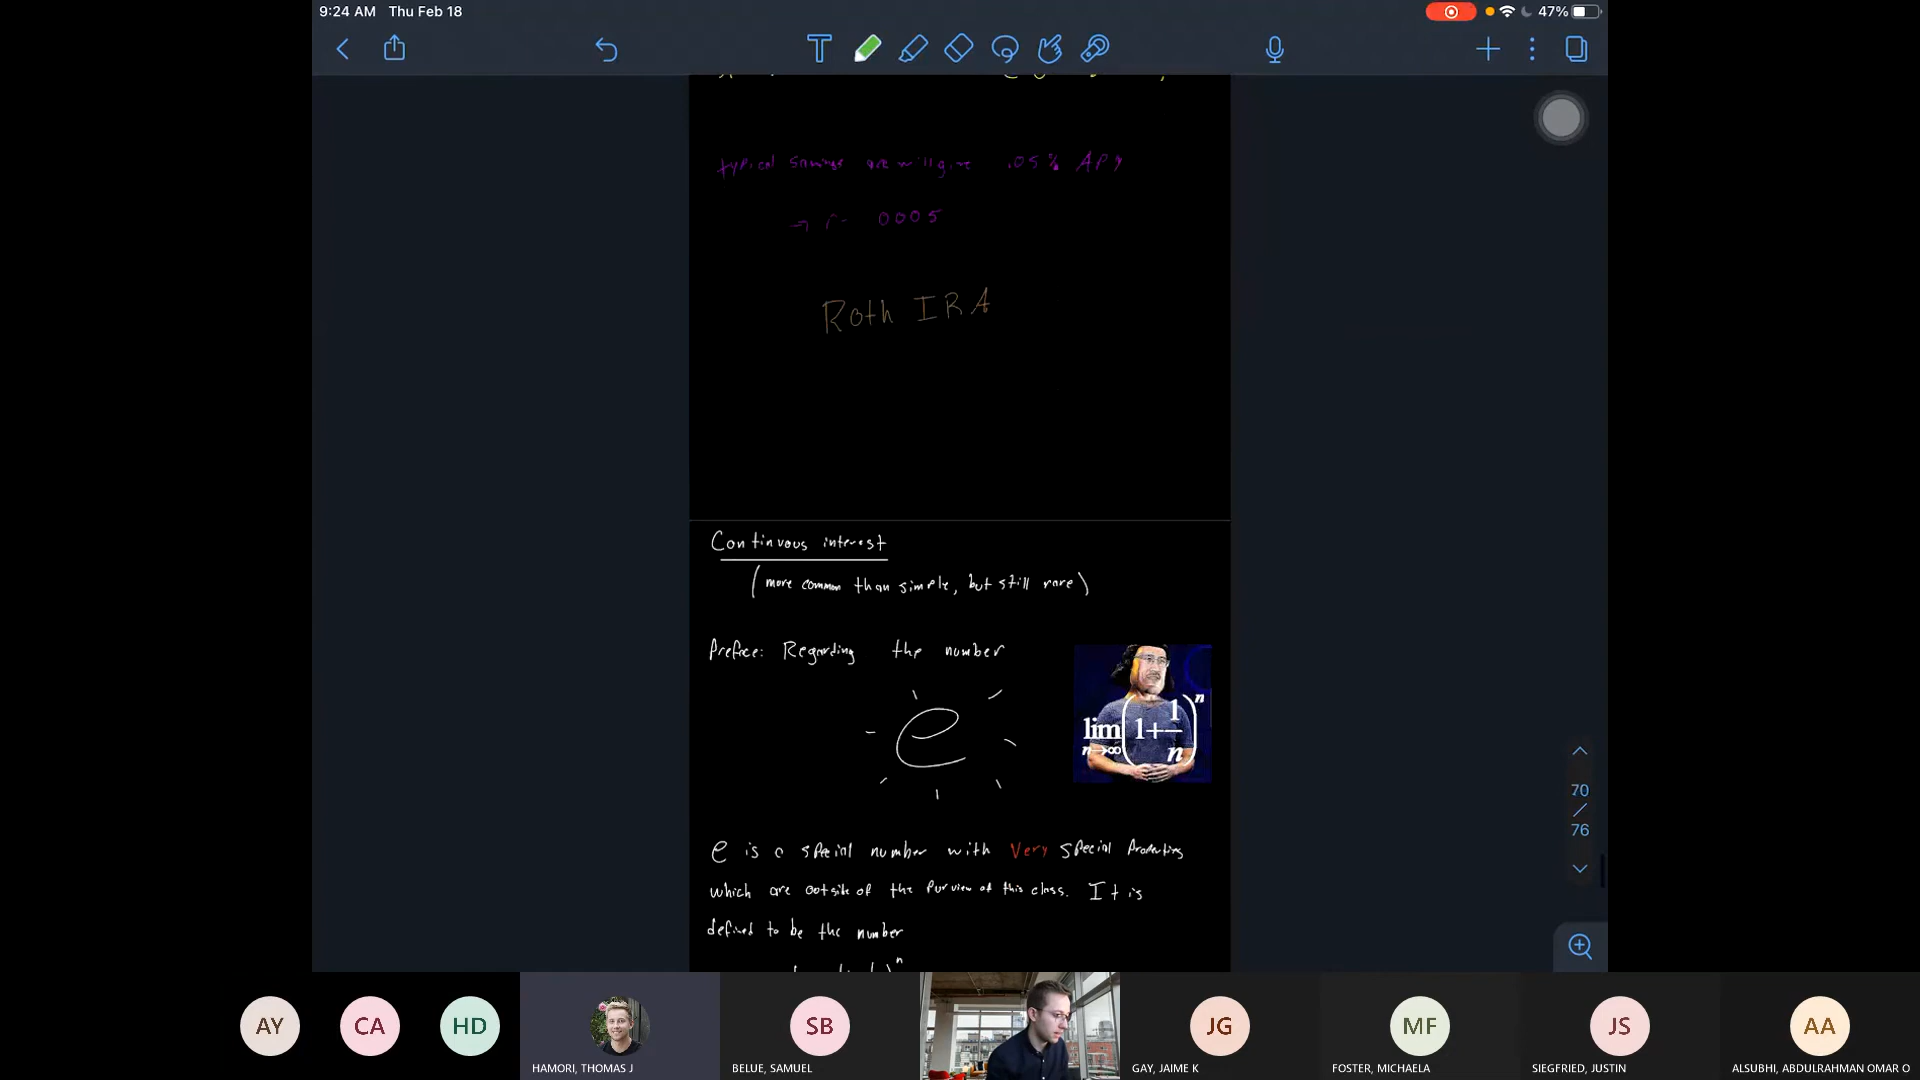 9:24 AM Thu Feb 18
47%
typical savings are will give .05% APY
→ r= 0005
Roth IRA
Continuous interest
(more common than simple, but still rare)
Preface: Regarding the number
e
lim n→∞ (1+1/n)^n
e is a special number with very special Properties
which are outside of the Purview of this class. It is
defined to be the number
70
/
76
AY
CA
HD
HAMORI, THOMAS J
SB
BELUE, SAMUEL
JG
GAY, JAIME K
MF
FOSTER, MICHAELA
JS
SIEGFRIED, JUSTIN
AA
ALSUBHI, ABDULRAHMAN OMAR O